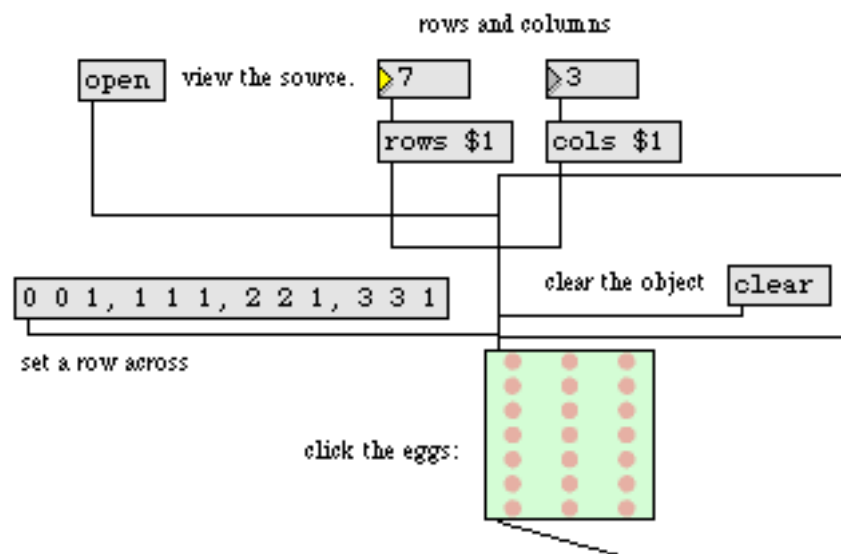 rows and columns
open
view the source.
7
3
rows $1
cols $1
0 0 1, 1 1 1, 2 2 1, 3 3 1
clear the object
clear
set a row across
click the eggs: